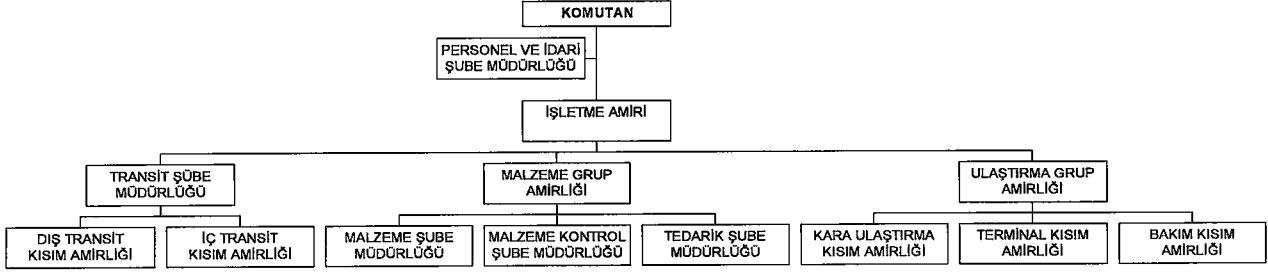 KOMUTAN
PERSONEL VE İDARİ
ŞUBE MÜDÜRLÜĞÜ
İŞLETME AMİRİ
TRANSİT ŞÜBE
MÜDÜRLÜĞÜ
MALZEME GRUP
AMİRLİĞİ
ULAŞTIRMA GRUP
AMİRLİĞİ
DIŞ TRANSİT
KISIM AMİRLİĞİ
İÇ TRANSİT
KISIM AMİRLİĞİ
MALZEME ŞUBE
MÜDÜRLÜĞÜ
MALZEME KONTROL
ŞUBE MÜDÜRLÜĞÜ
TEDARİK ŞUBE
MÜDÜRLÜĞÜ
KARA ULAŞTIRMA
KISIM AMİRLİĞİ
TERMİNAL KISIM
AMİRLİĞİ
BAKIM KISIM
AMİRLİĞİ